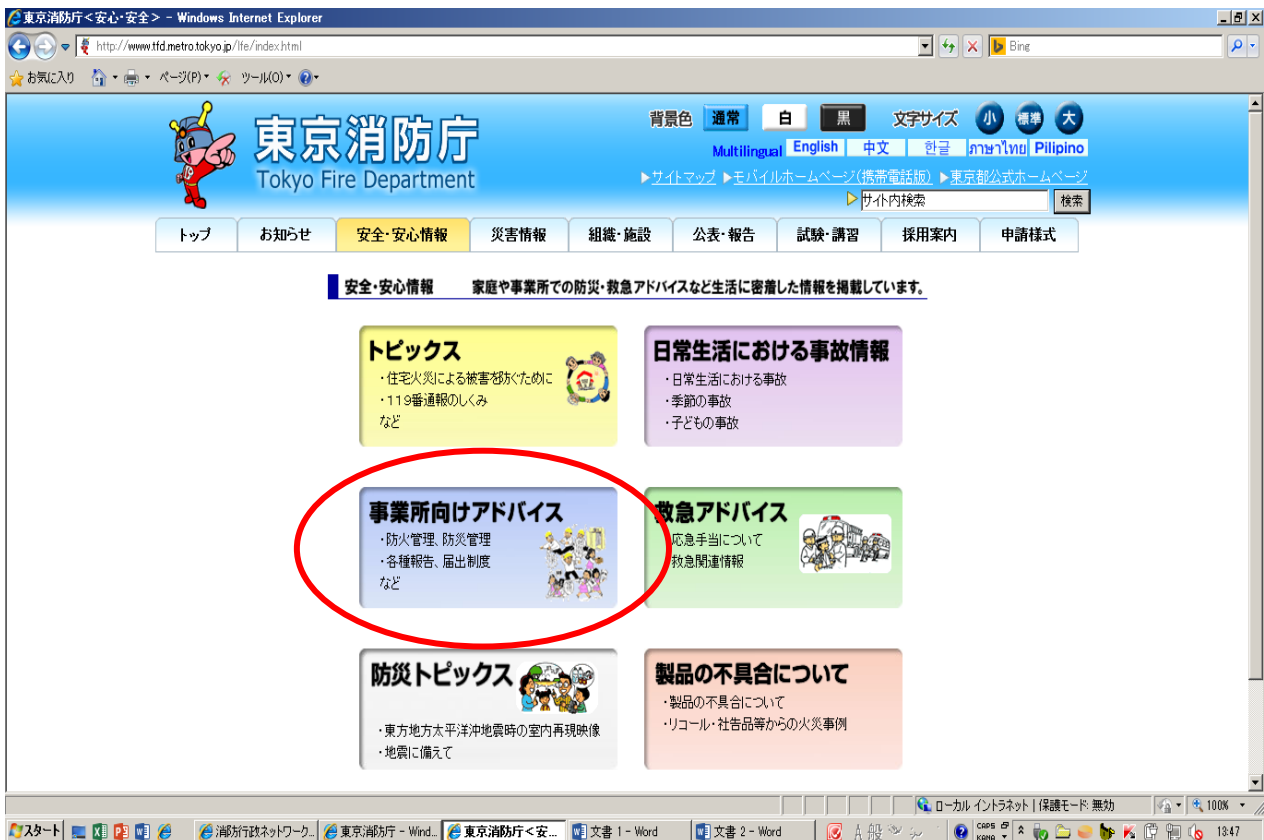 東京消防庁<安心・安全> - Windows Internet Explorer
http://www.tfd.metro.tokyo.jp/lfe/index.html
Bing
お気に入り ページ(P) ツール(O)
東京消防庁
Tokyo Fire Department
背景色 通常 白 黒 文字サイズ 小 標準 大
Multilingual English 中文 한글 ภาษาไทย Pilipino
▶サイトマップ ▶モバイルホームページ(携帯電話版) ▶東京都公式ホームページ
サイト内検索 検索
トップ お知らせ 安全・安心情報 災害情報 組織・施設 公表・報告 試験・講習 採用案内 申請様式
安全・安心情報 家庭や事業所での防災・救急アドバイスなど生活に密着した情報を掲載しています。
トピックス
・住宅火災による被害を防ぐために
・119番通報のしくみ
など
日常生活における事故情報
・日常生活における事故
・季節の事故
・子どもの事故
事業所向けアドバイス
・防火管理、防災管理
・各種報告、届出制度
など
救急アドバイス
応急手当について
救急関連情報
防災トピックス
・東方地方太平洋沖地震時の室内再現映像
・地震に備えて
製品の不具合について
・製品の不具合について
・リコール・社告品等からの火災事例
ローカル イントラネット | 保護モード: 無効 100%
スタート 消防行政ネットワーク... 東京消防庁 - Wind... 東京消防庁<安... 文書 1 - Word 文書 2 - Word A 般 CAPS KANA 13:47